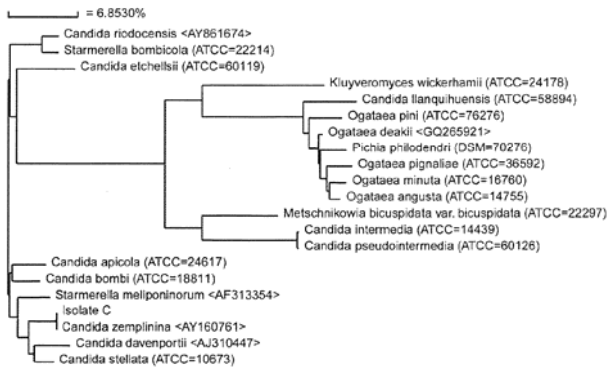 = 6.8530%
Candida riodocensis <AY861674>
Starmerella bombicola (ATCC=22214)
Candida etchellsii (ATCC=60119)
Kluyveromyces wickerhamii (ATCC=24178)
Candida llanquihuensis (ATCC=58894)
Ogataea pini (ATCC=76276)
Ogataea deakii <GQ265921>
Pichia philodendri (DSM=70276)
Ogataea pignaliae (ATCC=36592)
Ogataea minuta (ATCC=16760)
Ogataea angusta (ATCC=14755)
Metschnikowia bicuspidata var. bicuspidata (ATCC=22297)
Candida intermedia (ATCC=14439)
Candida pseudointermedia (ATCC=60126)
Candida apicola (ATCC=24617)
Candida bombi (ATCC=18811)
Starmerella meliponinorum <AF313354>
Isolate C
Candida zemplinina <AY160761>
Candida davenportii <AJ310447>
Candida stellata (ATCC=10673)